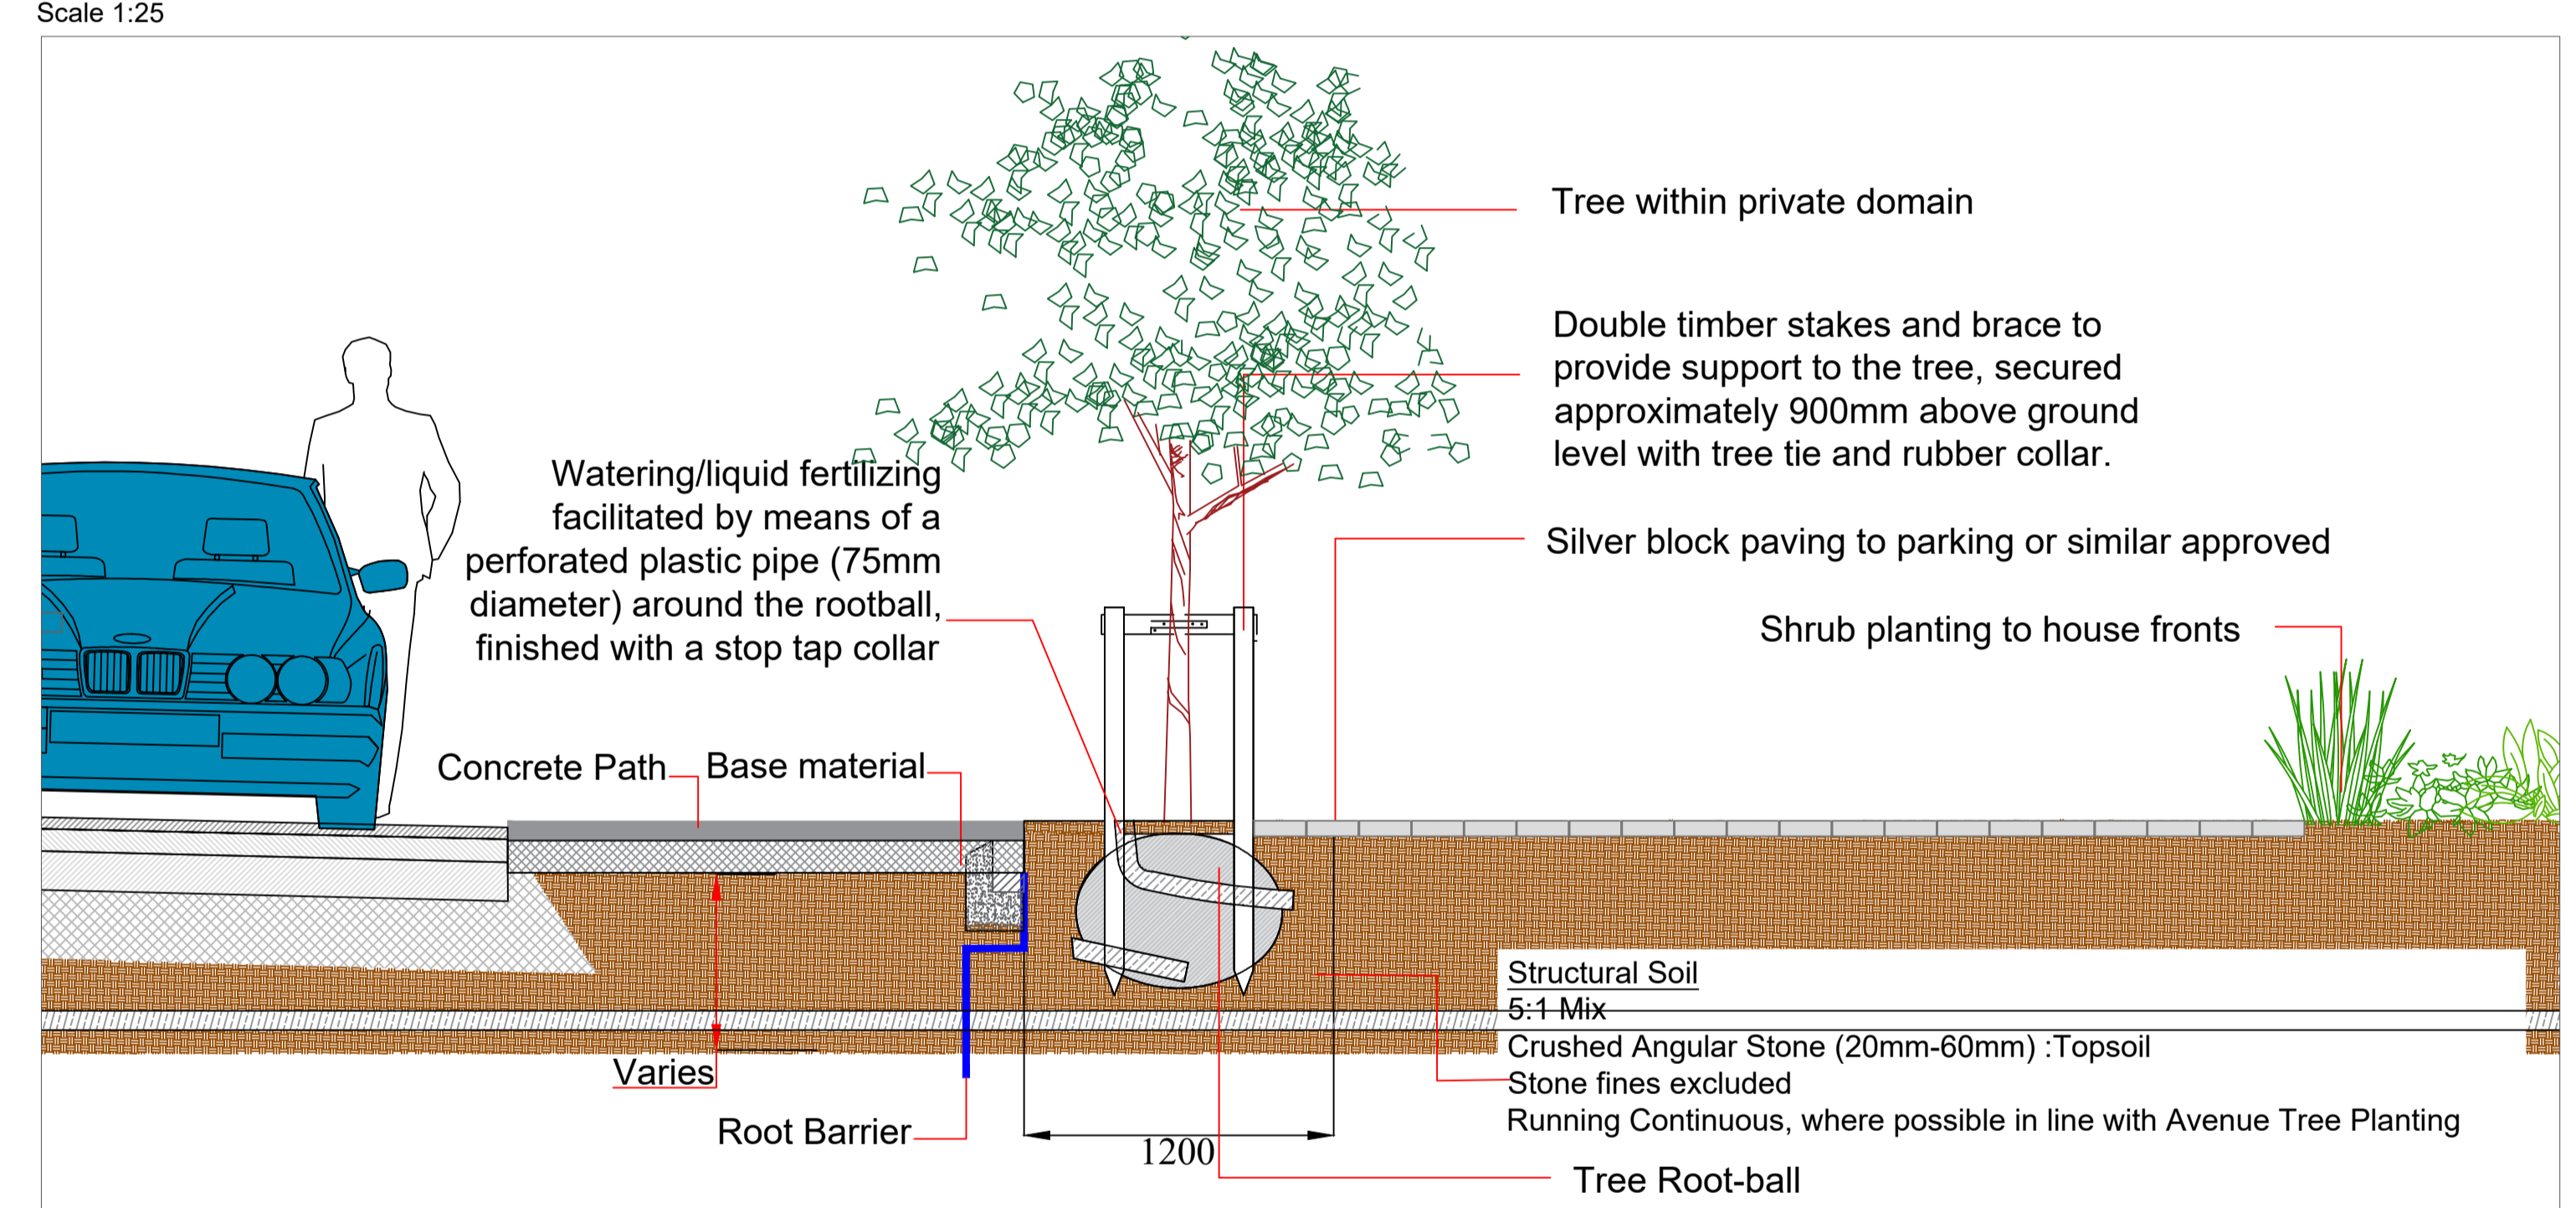 Scale 1:25
Tree within private domain
Double timber stakes and brace to
provide support to the tree, secured
approximately 900mm above ground
level with tree tie and rubber collar.
Watering/liquid fertilizing
facilitated by means of a
perforated plastic pipe (75mm
diameter) around the rootball,
finished with a stop tap collar
Silver block paving to parking or similar approved
Shrub planting to house fronts
Concrete Path
Base material
Structural Soil
5:1 Mix
Crushed Angular Stone (20mm-60mm) :Topsoil
Stone fines excluded
Running Continuous, where possible in line with Avenue Tree Planting
Varies
Root Barrier
1200
Tree Root-ball